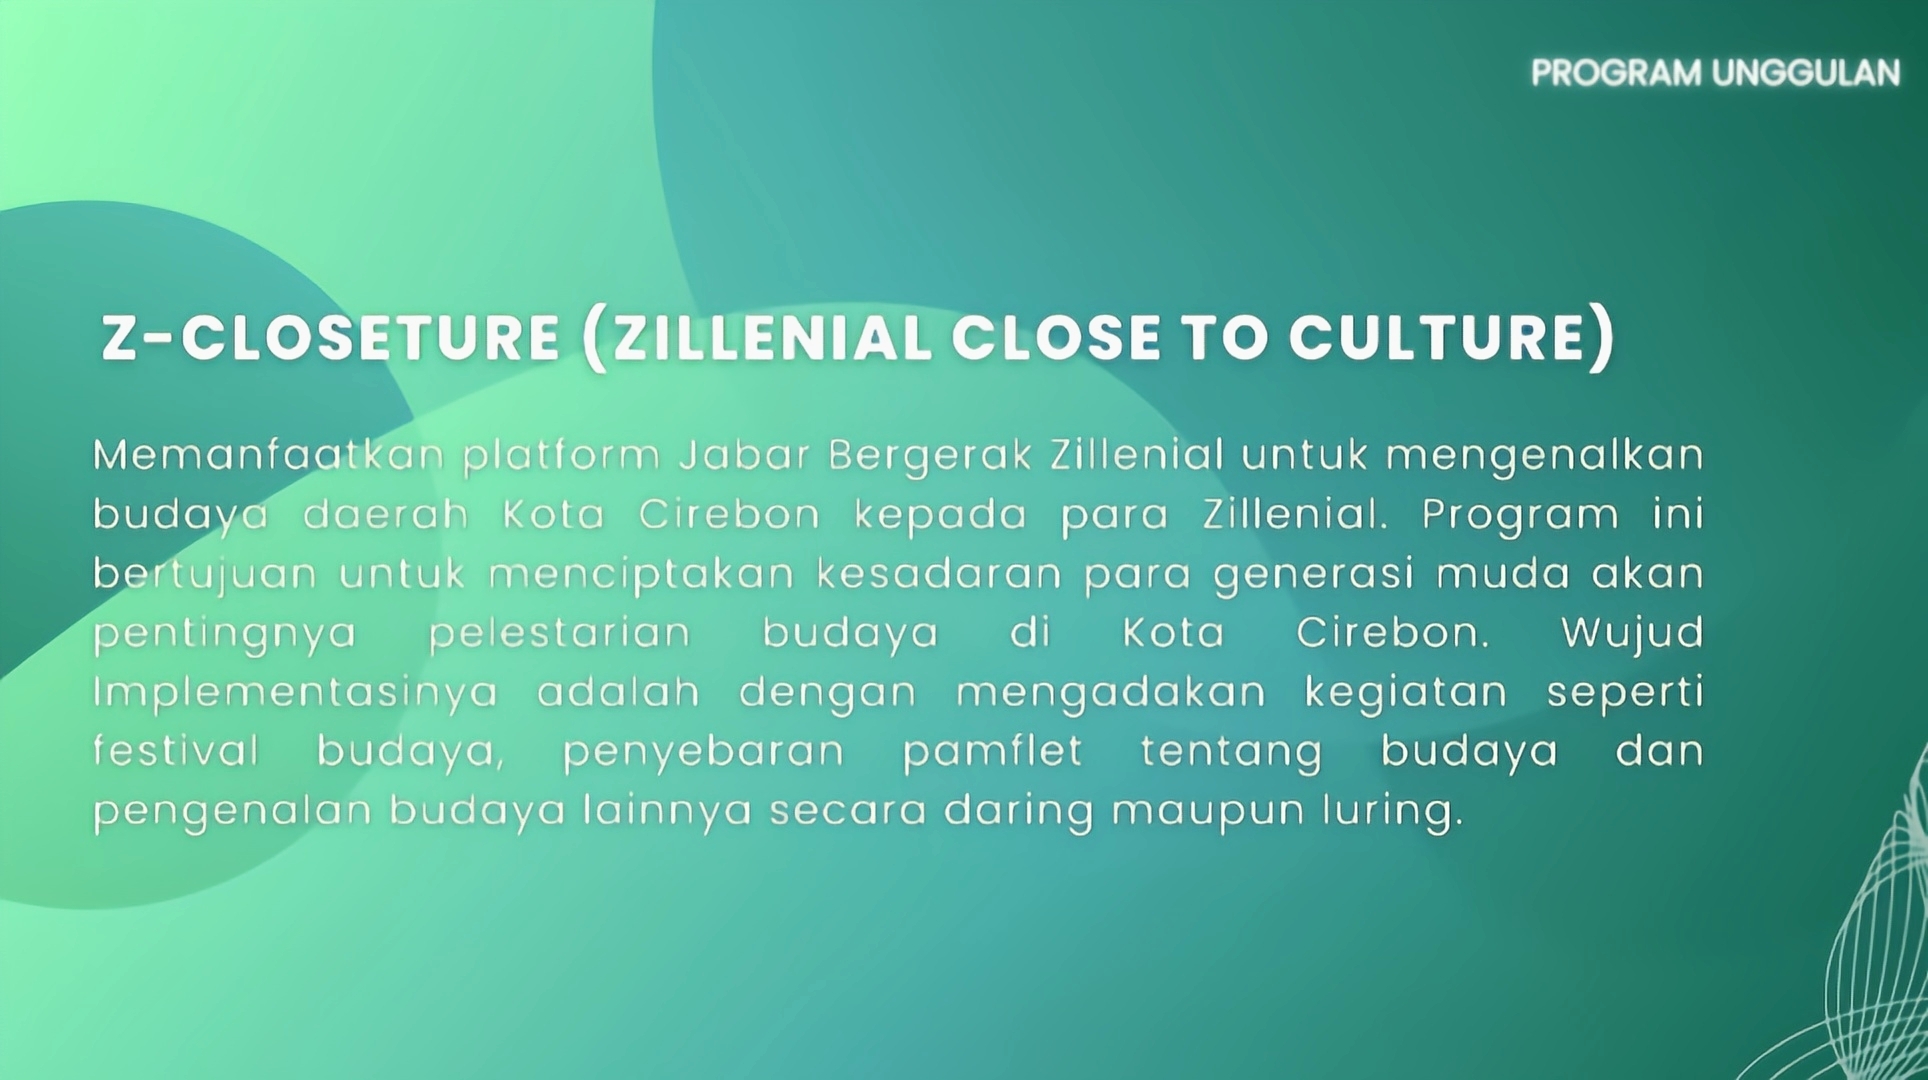 PROGRAM UNGGULAN
Z-CLOSETURE (ZILLENIAL CLOSE TO CULTURE)
Memanfaatkan platform Jabar Bergerak Zillenial untuk mengenalkan
budaya daerah Kota Cirebon kepada para Zillenial. Program ini
bertujuan untuk menciptakan kesadaran para generasi muda akan
pentingnya pelestarian budaya di Kota Cirebon. Wujud
Implementasinya adalah dengan mengadakan kegiatan seperti
festival budaya, penyebaran pamflet tentang budaya dan
pengenalan budaya lainnya secara daring maupun luring.